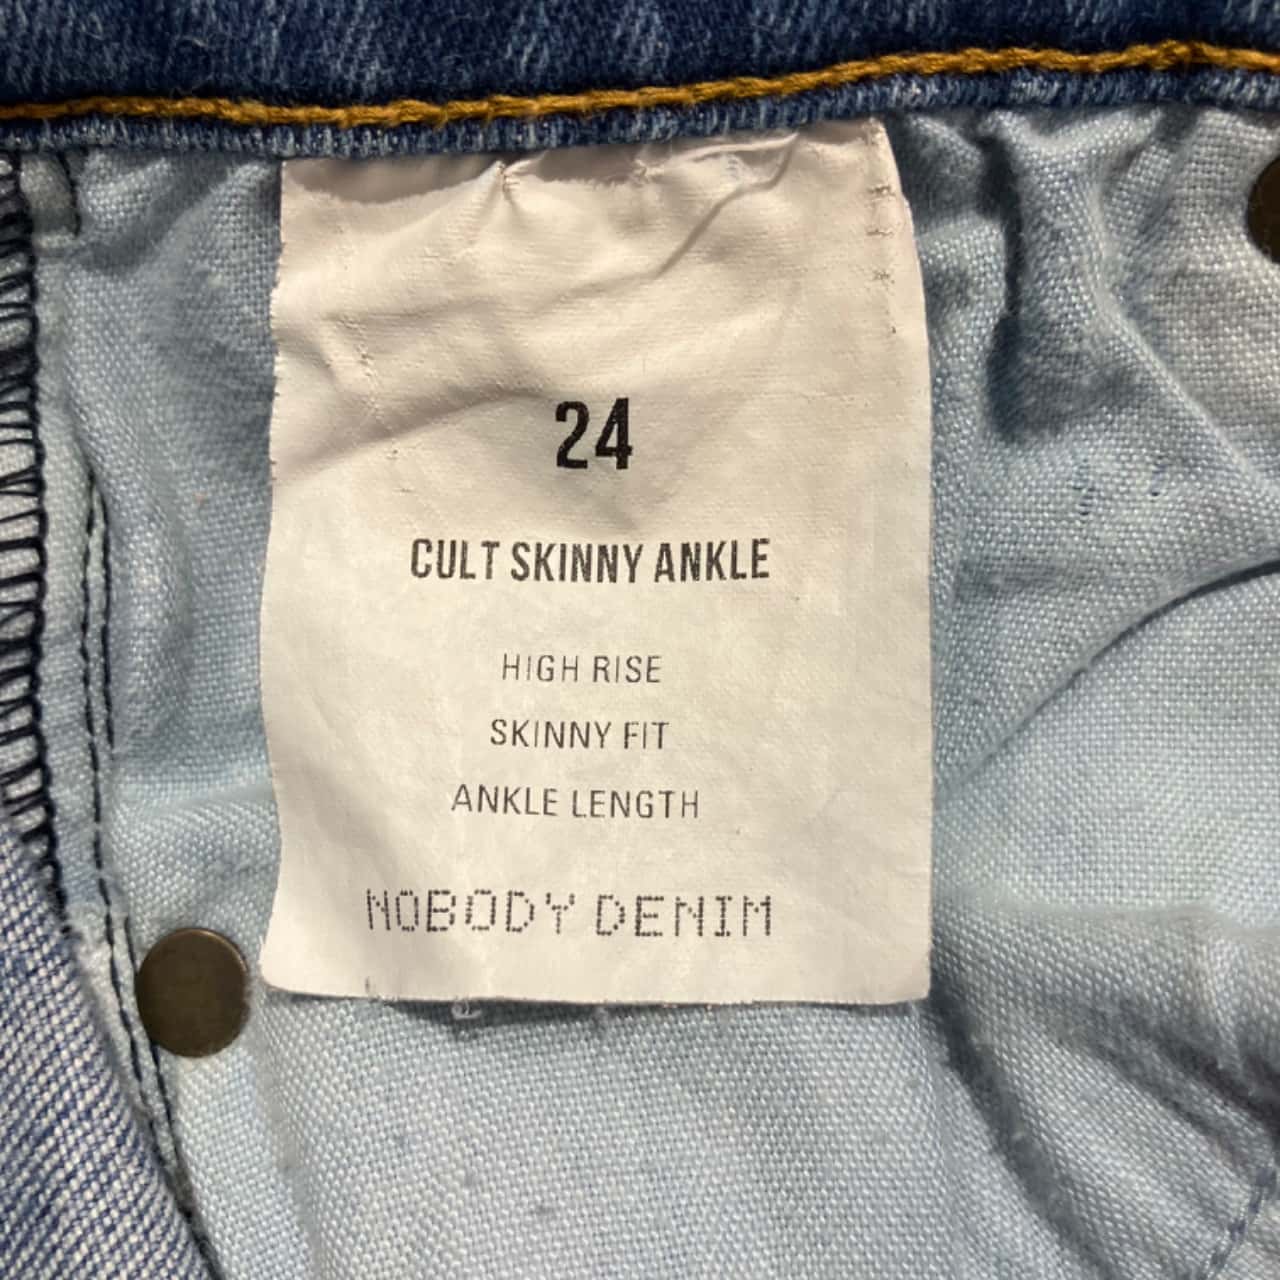 24
CULT SKINNY ANKLE
HIGH RISE
SKINNY FIT
ANKLE LENGTH
NOBODY DENIM